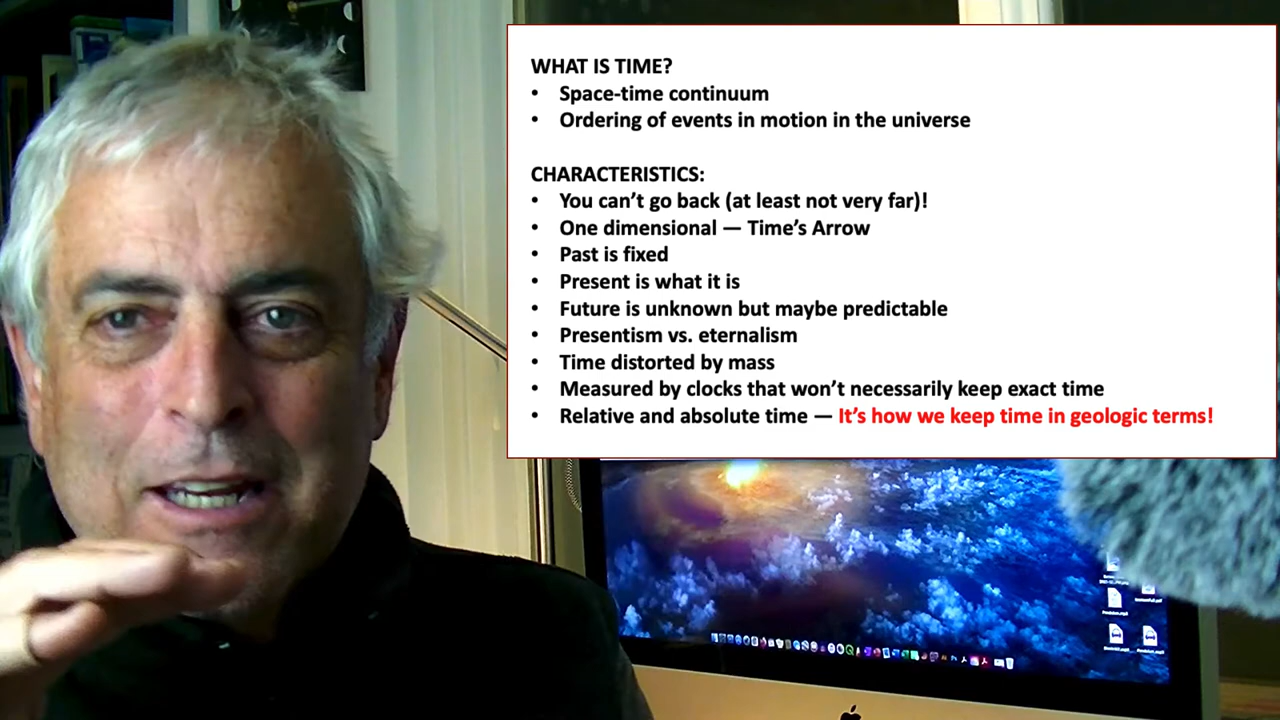 WHAT IS TIME?
• Space-time continuum
• Ordering of events in motion in the universe
CHARACTERISTICS:
• You can’t go back (at least not very far)!
• One dimensional — Time’s Arrow
• Past is fixed
• Present is what it is
• Future is unknown but maybe predictable
• Presentism vs. eternalism
• Time distorted by mass
• Measured by clocks that won’t necessarily keep exact time
• Relative and absolute time — It’s how we keep time in geologic terms!